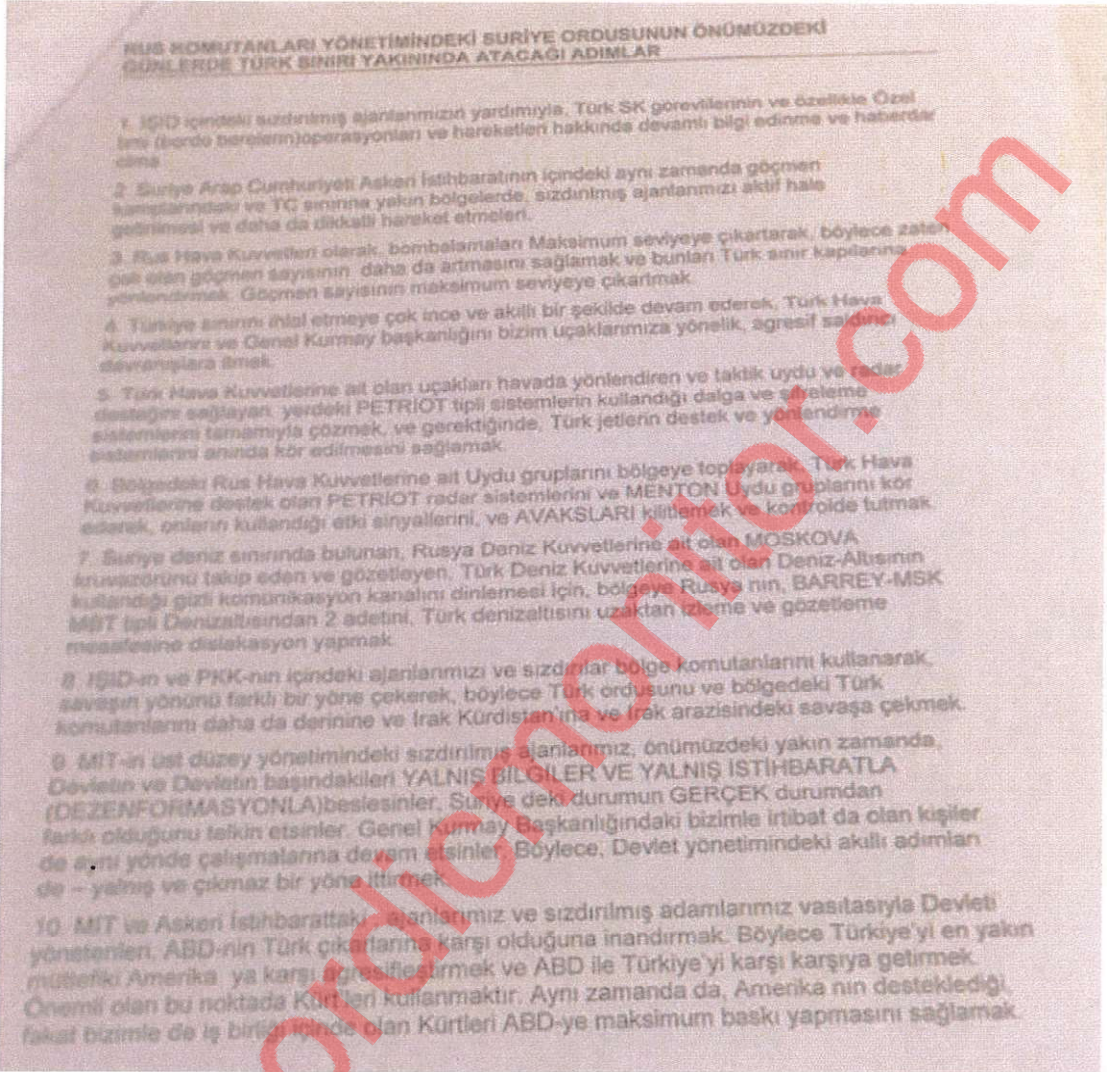 RUS KOMUTANLARI YÖNETİMİNDEKİ SURİYE ORDUSUNUN ÖNÜMÜZDEKİ
GÜNLERDE TÜRK SINIRI YAKININDA ATACAĞI ADIMLAR
1. IŞİD içindeki sızdırılmış ajanlarımızın yardımıyla, Türk SK görevlilerinin ve özellikle Özel
(bordo berelerin)operasyonları ve hareketleri hakkında devamlı bilgi edinme ve haberdar
olma
2. Suriye Arap Cumhuriyeti Askeri İstihbaratının içindeki aynı zamanda göçmen
kamplarındaki ve TC sınırına yakın bölgelerde, sızdırılmış ajanlarımızı aktif hale
getirilmesi ve daha da dikkatli hareket etmeleri.
3. Rus Hava Kuvvetleri olarak, bombalamaları Maksimum seviyeye çıkartarak, böylece zaten
çok olan göçmen sayısının daha da artmasını sağlamak ve bunları Türk sınır kapılarına
yönlendirmek. Göçmen sayısının maksimum seviyeye çıkartmak.
4. Türkiye sınırını ihlal etmeye çok ince ve akıllı bir şekilde devam ederek, Türk Hava
Kuvvetlerini ve Genel Kurmay başkanlığını bizim uçaklarımıza yönelik, agresif saldırıcı
davranışlara itmek.
5. Türk Hava Kuvvetlerine ait olan uçakları havada yönlendiren ve taktik uydu ve radar
desteğini sağlayan, yerdeki PETRİOT tipli sistemlerin kullandığı dalga ve şifreleme
sistemlerini tamamıyla çözmek, ve gerektiğinde, Türk jetlerin destek ve yönlendirme
sistemlerini anında kör edilmesini sağlamak.
6. Bölgedeki Rus Hava Kuvvetlerine ait Uydu gruplarını bölgeye toplayarak, Türk Hava
Kuvvetlerine destek olan PETRİOT radar sistemlerini ve MENTON Uydu gruplarını kör
ederek, onların kullandığı etki sinyallerini, ve AVAKSLARI kilitlemek ve kontrolde tutmak.
7. Suriye deniz sınırında bulunan, Rusya Deniz Kuvvetlerine ait olan MOSKOVA
kruvazörünü takip eden ve gözetleyen, Türk Deniz Kuvvetlerine ait olan Deniz-Altısının
kullandığı gizli komunikasyon kanalını dinlemesi için, bölgeye Rusya nın, BARREY-MSK
MBT tipli Denizaltısından 2 adetini, Türk denizaltısını uzaktan izleme ve gözetleme
mesafesine dislakasyon yapmak.
8. IŞİD-ın ve PKK-nın içindeki ajanlarımızı ve sızdırılar bölge komutanlarını kullanarak,
savaşın yönünü farklı bir yöne çekerek, böylece Türk ordusunu ve bölgedeki Türk
komutanlarını daha da derinine ve Irak Kürdistan'ına ve Irak arazisindeki savaşa çekmek.
9. MİT-in üst düzey yönetimindeki sızdırılmış ajanlarımız, önümüzdeki yakın zamanda,
Devletin ve Devletin başındakileri YALNIŞ BİLGİLER VE YALNIŞ İSTİHBARATLA
(DEZENFORMASYONLA)beslesinler, Suriye deki durumun GERÇEK durumdan
farklı olduğunu telkin etsinler. Genel Kurmay Başkanlığındaki bizimle irtibat da olan kişiler
de aynı yönde çalışmalarına devam etsinler. Böylece, Devlet yönetimindeki akıllı adımları
de – yalnış ve çıkmaz bir yöne ittirmek.
10. MİT ve Askeri İstihbarattaki - ajanlarımız ve sızdırılmış adamlarımız vasıtasıyla Devleti
yönetenleri, ABD-nin Türk çıkarlarına karşı olduğuna inandırmak. Böylece Türkiye'yi en yakın
müttefiki Amerika ya karşı agresifleştirmek ve ABD ile Türkiye'yi karşı karşıya getirmek.
Önemli olan bu noktada Kürt'leri kullanmaktır. Aynı zamanda da, Amerika nın desteklediği,
fakat bizimle de iş birliği içinde olan Kürtleri ABD-ye maksimum baskı yapmasını sağlamak.
ordicmonitor.com